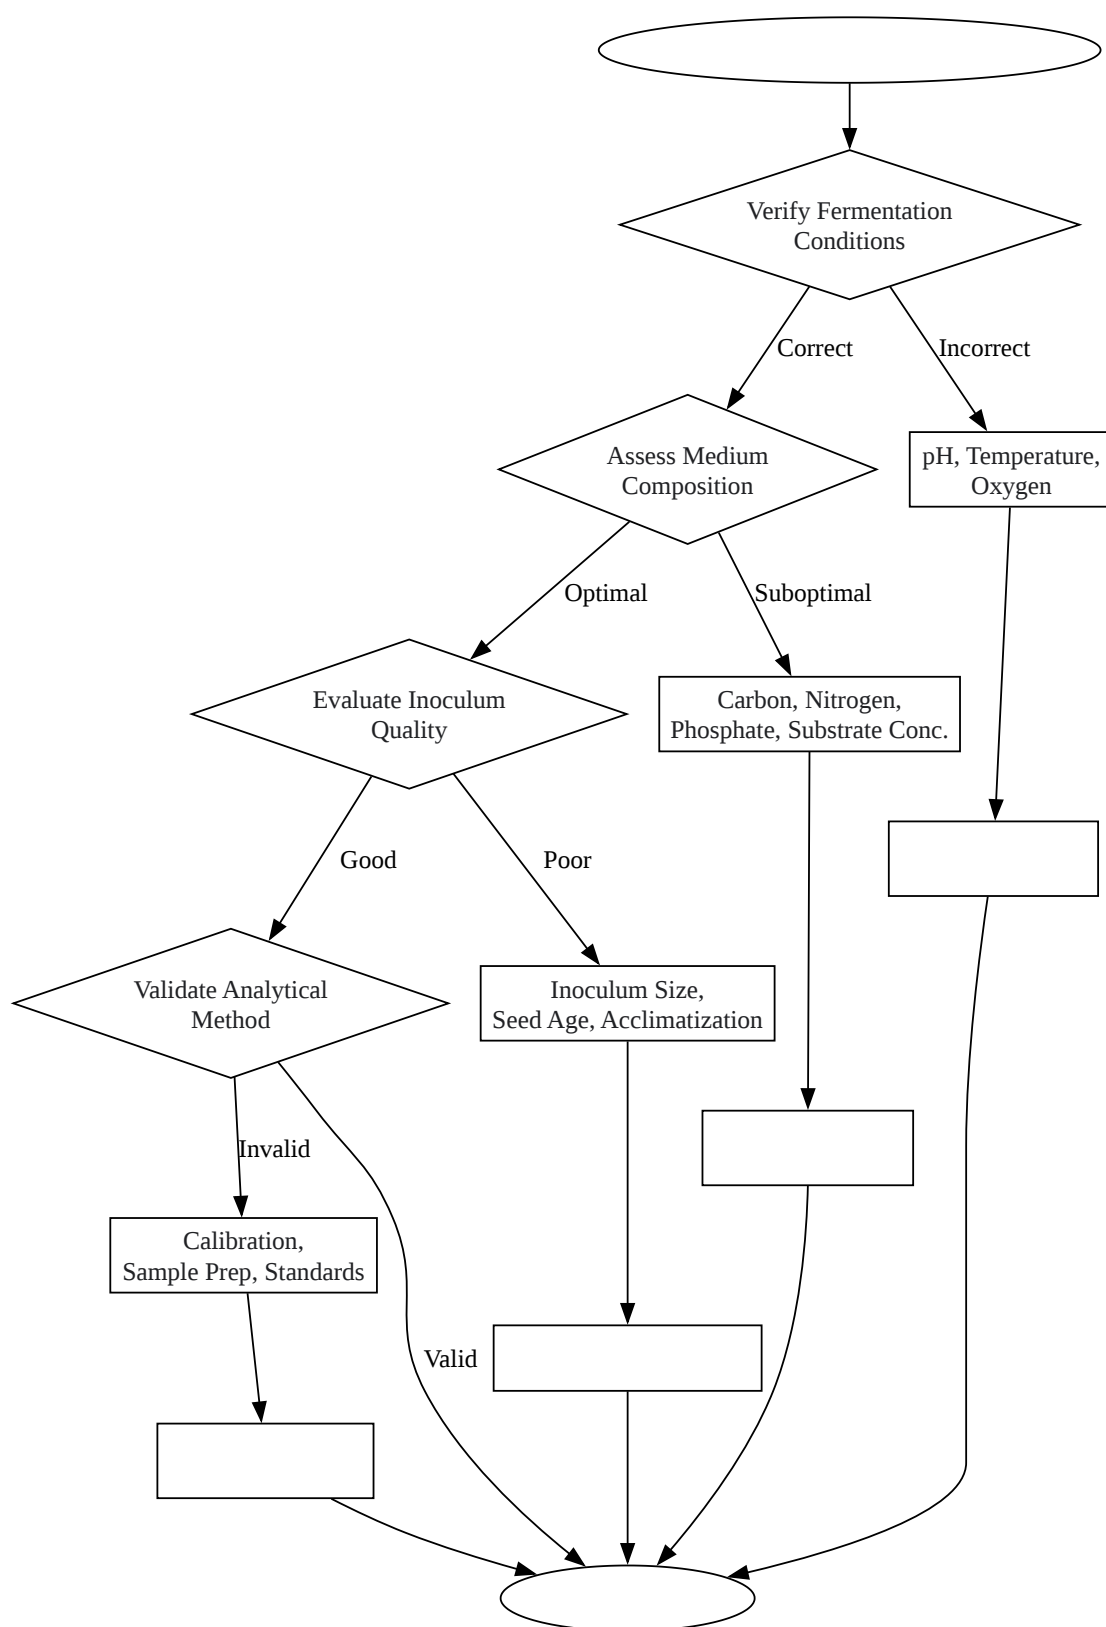 Verify Fermentation
Conditions
Correct
Incorrect
Assess Medium
Composition
pH, Temperature,
Oxygen
Optimal
Suboptimal
Evaluate Inoculum
Quality
Carbon, Nitrogen,
Phosphate, Substrate Conc.
Good
Poor
Validate Analytical
Method
Inoculum Size,
Seed Age, Acclimatization
Invalid
Calibration,
Sample Prep, Standards
Valid